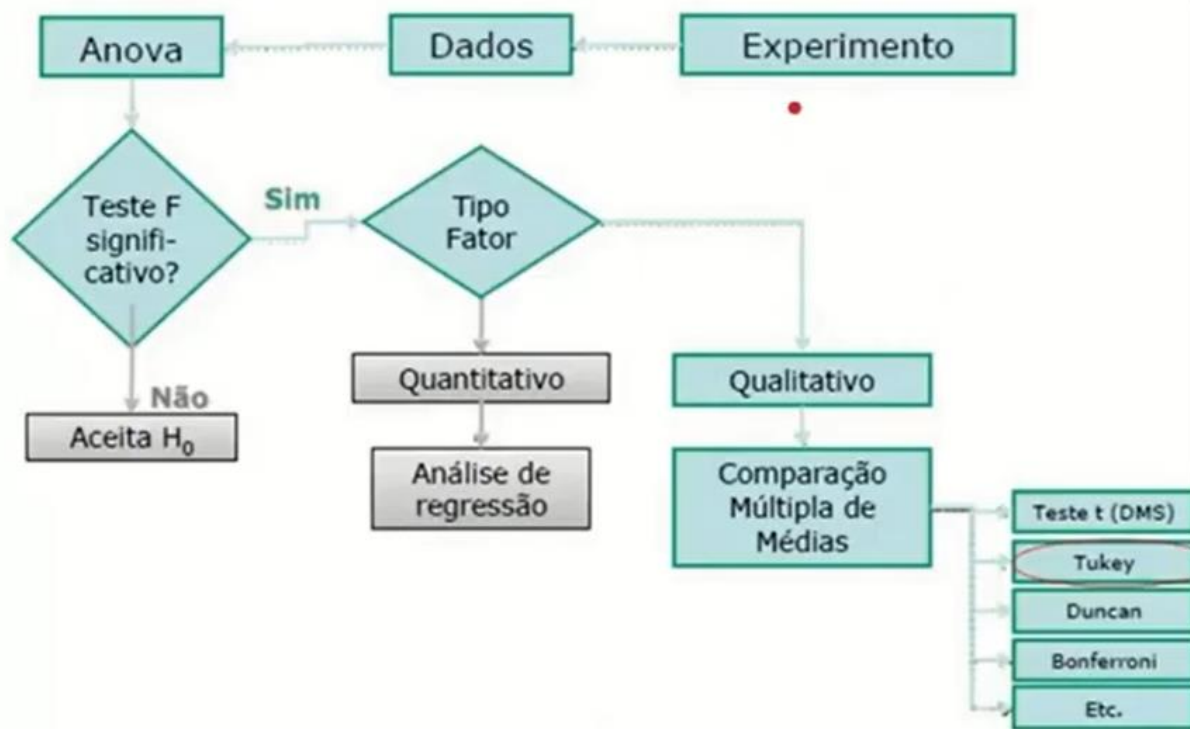 Anova
Dados
Experimento
Teste F
signifi-
cativo?
Sim
Tipo
Fator
Não
Aceita H₀
Quantitativo
Análise de
regressão
Qualitativo
Comparação
Múltipla de
Médias
Teste t (DMS)
Tukey
Duncan
Bonferroni
Etc.